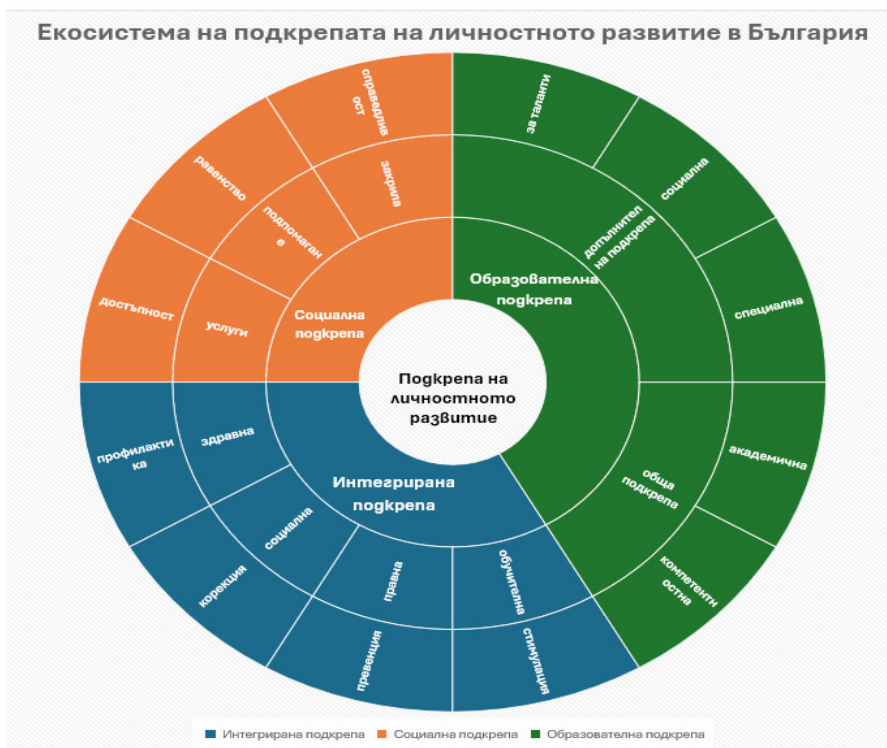 Екосистема на подкрепата на личностното развитие в България
справедлив
ост
за таланти
равенство
закрила
социална
подпомаган
е
допълнител
на подкрепа
Образователна
подкрепа
достъпност
услуги
Социална
подкрепа
специална
Подкрепа на
личностното
развитие
профилакти
ка
здравна
Интегрирана
подкрепа
обща
подкрепа
академична
социална
корекция
правна
обучителна
компетентн
остна
превенция
стимулация
Интегрирана подкрепа
Социална подкрепа
Образователна подкрепа